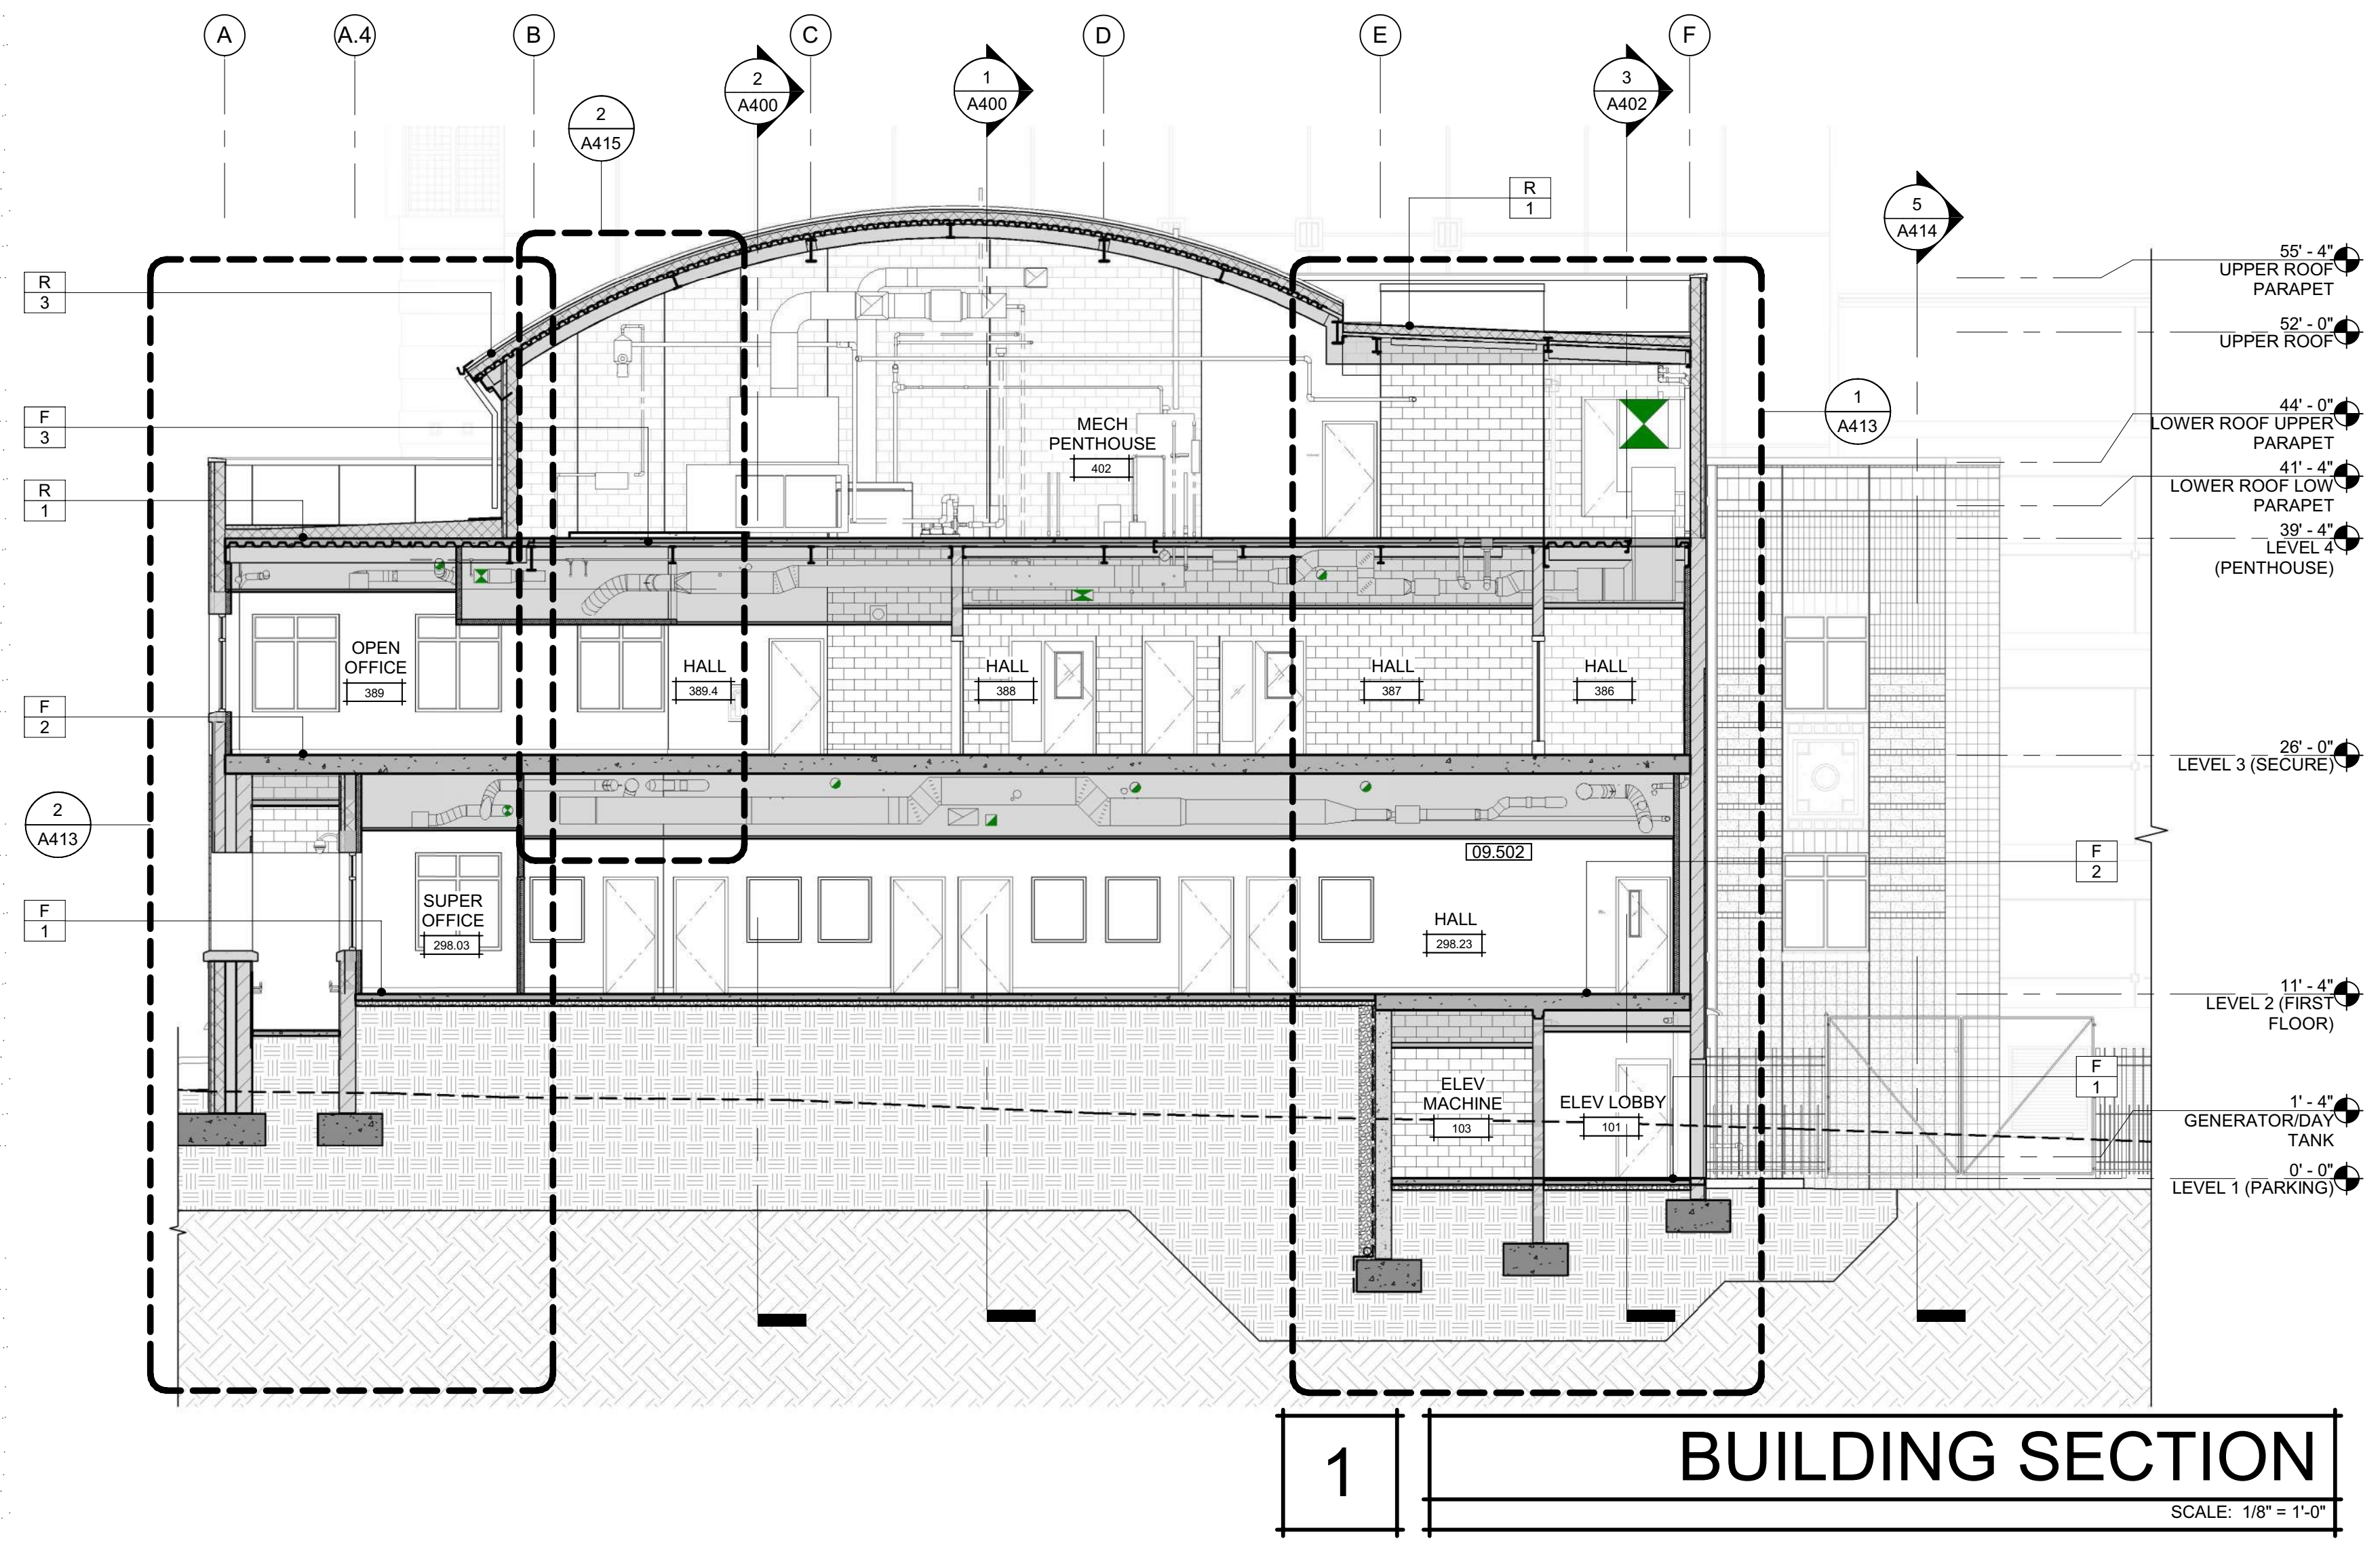 A
A.4
B
C
D
E
F
2
A400
1
A400
3
A402
2
A415
R
1
5
A414
R
3
55' - 4"
UPPER ROOF
PARAPET
52' - 0"
UPPER ROOF
1
A413
44' - 0"
LOWER ROOF UPPER
PARAPET
F
3
MECH
PENTHOUSE
402
41' - 4"
LOWER ROOF LOW
PARAPET
R
1
39' - 4"
LEVEL 4
(PENTHOUSE)
OPEN
OFFICE
389
HALL
389.4
HALL
388
HALL
387
HALL
386
F
2
26' - 0"
LEVEL 3 (SECURE)
2
A413
09.502
F
2
SUPER
OFFICE
298.03
HALL
298.23
F
1
11' - 4"
LEVEL 2 (FIRST
FLOOR)
F
1
ELEV
MACHINE
103
ELEV LOBBY
101
1' - 4"
GENERATOR/DAY
TANK
0' - 0"
LEVEL 1 (PARKING)
1
BUILDING SECTION
SCALE: 1/8" = 1'-0"